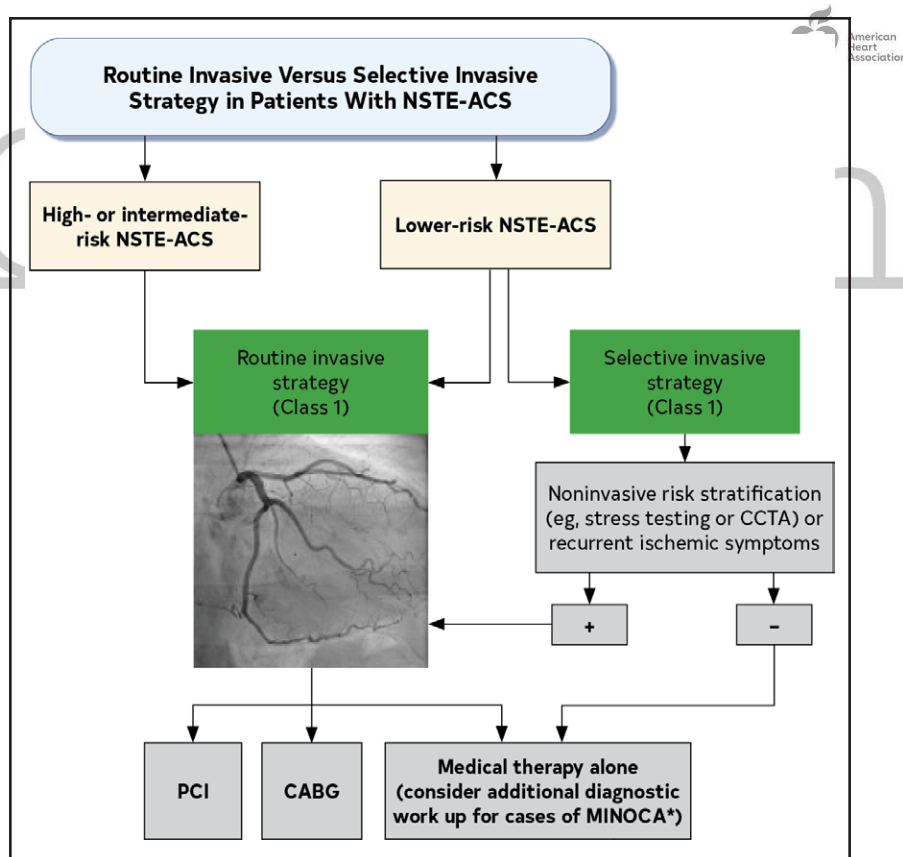 American
Heart
Association
Routine Invasive Versus Selective Invasive
Strategy in Patients With NSTE-ACS
High- or intermediate-
risk NSTE-ACS
Lower-risk NSTE-ACS
Routine invasive
strategy
(Class 1)
Selective invasive
strategy
(Class 1)
Noninvasive risk stratification
(eg, stress testing or CCTA) or
recurrent ischemic symptoms
+
–
PCI
CABG
Medical therapy alone
(consider additional diagnostic
work up for cases of MINOCA*)